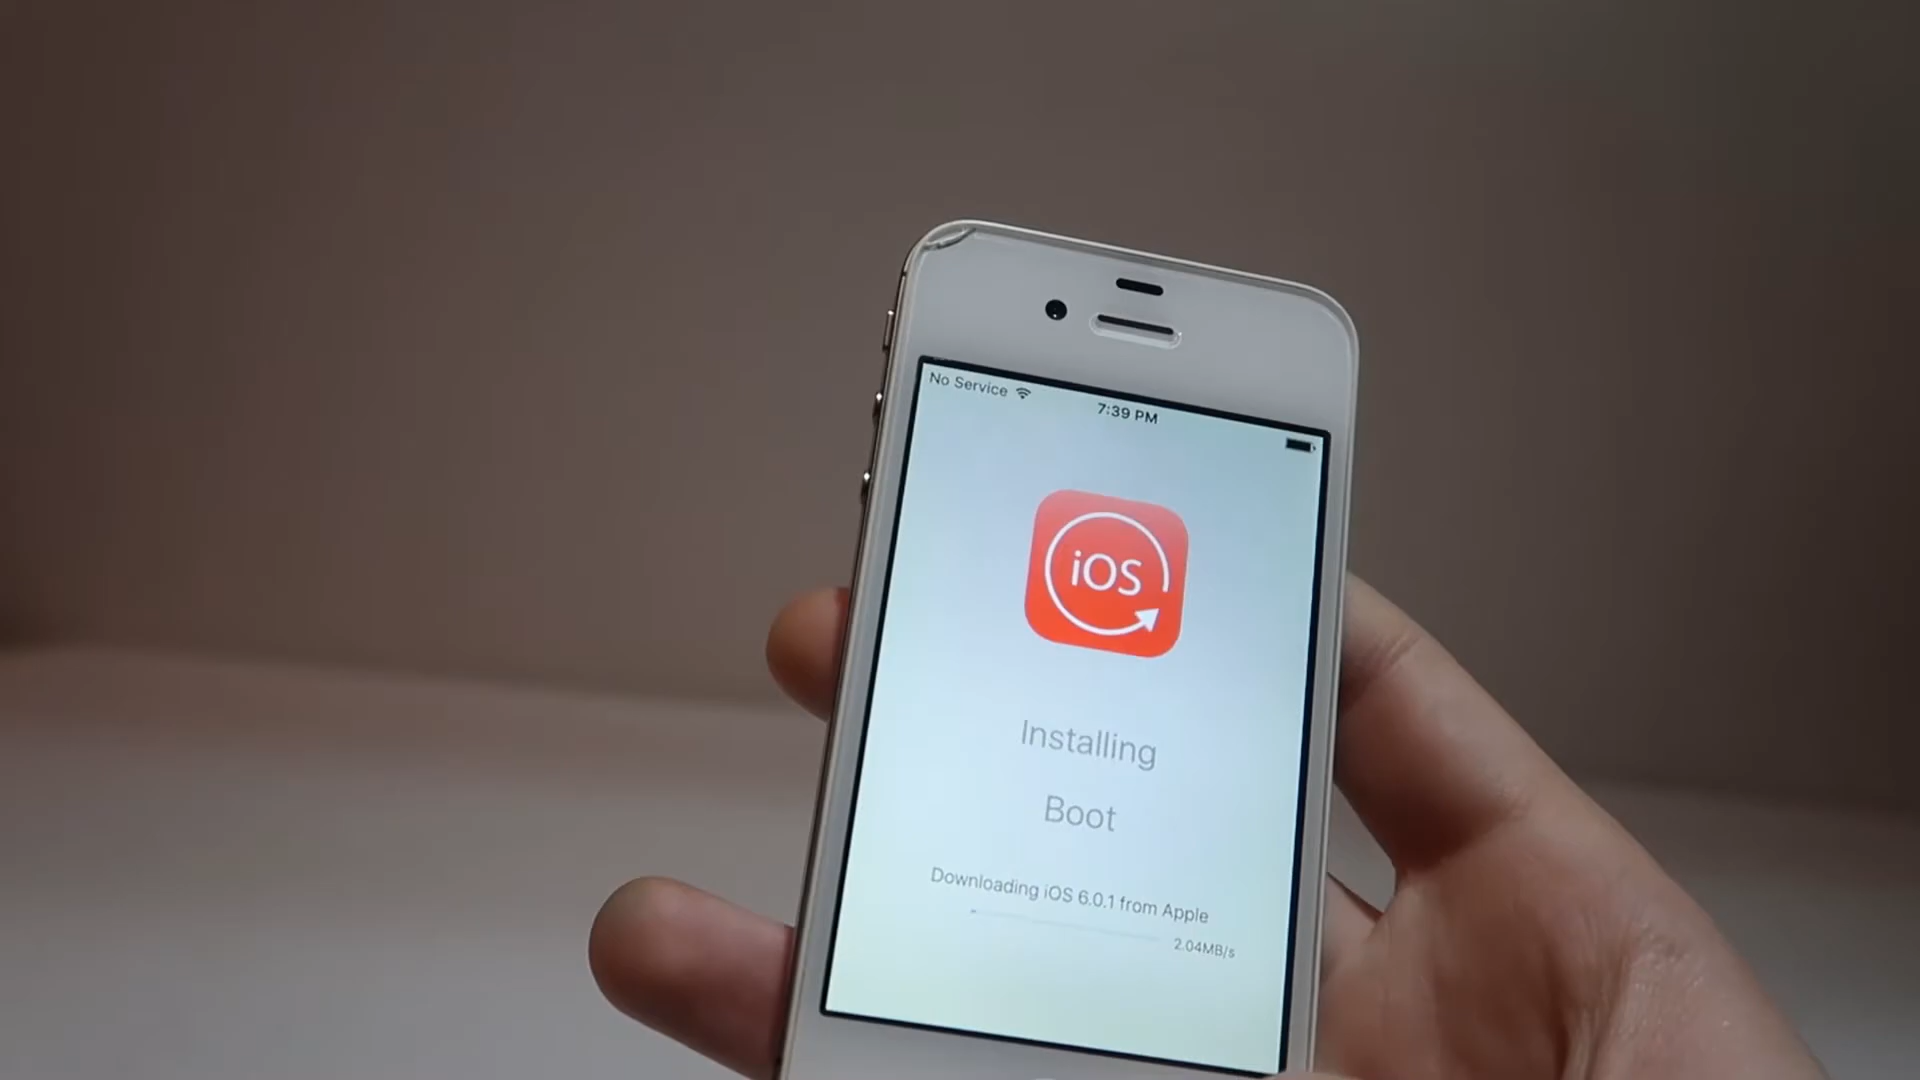 No Service
7:39 PM
iOS
Installing
Boot
Downloading iOS 6.0.1 from Apple
2.04MB/s